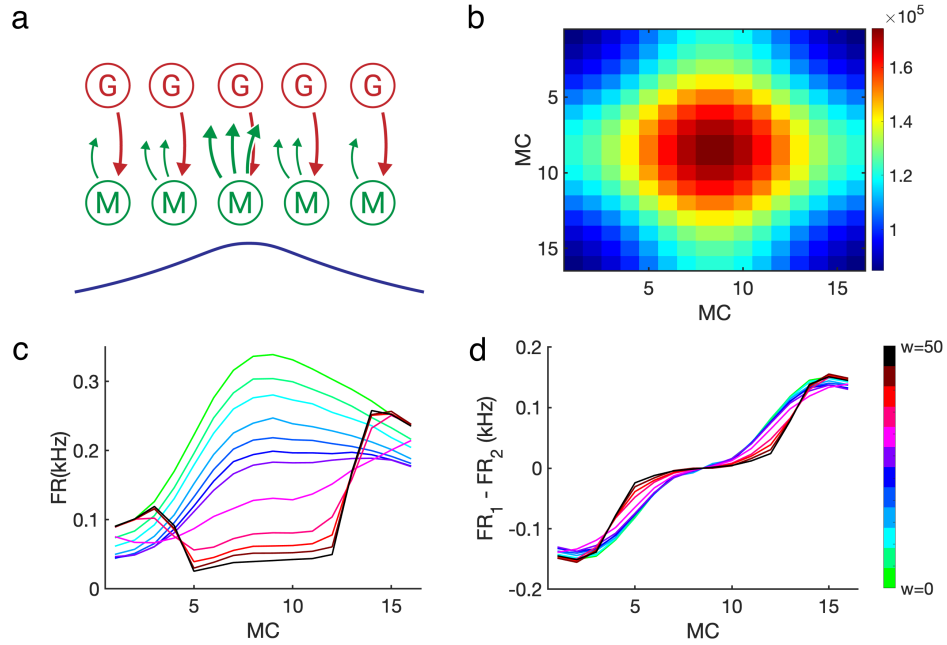 a
G G G G G
M M M M M
b
×10⁵
MC
5
10
15
5 10 15
MC
1.6
1.4
1.2
1
c
FR(kHz)
0.3
0.2
0.1
0
5 10 15
MC
d
FR₁ - FR₂ (kHz)
0.2
0.1
0
-0.1
-0.2
5 10 15
MC
w=50
w=0